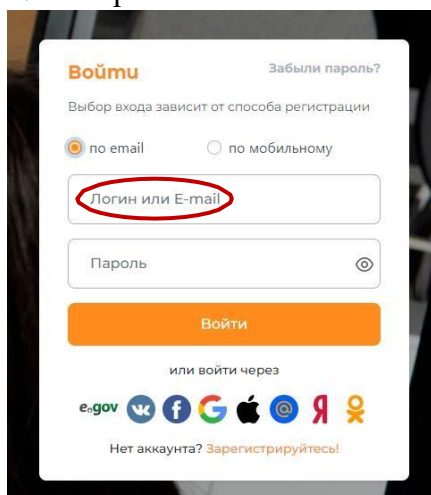 Войти
Забыли пароль?
Выбор входа зависит от способа регистрации
по email
по мобильному
Логин или E-mail
Пароль
Войти
или войти через
e.gov
Нет аккаунта? Зарегистрируйтесь!